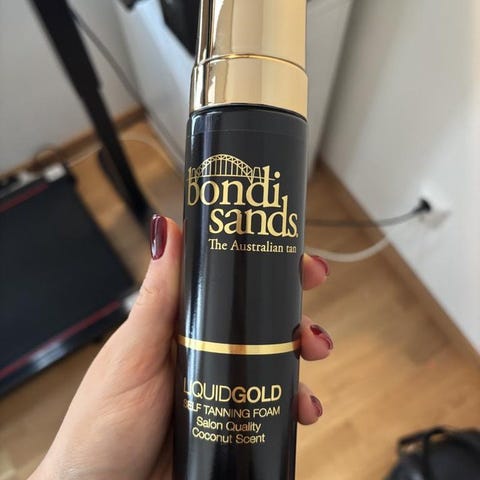 bondi
sands.
The Australian tan
LIQUIDGOLD
SELF TANNING FOAM
Salon Quality
Coconut Scent